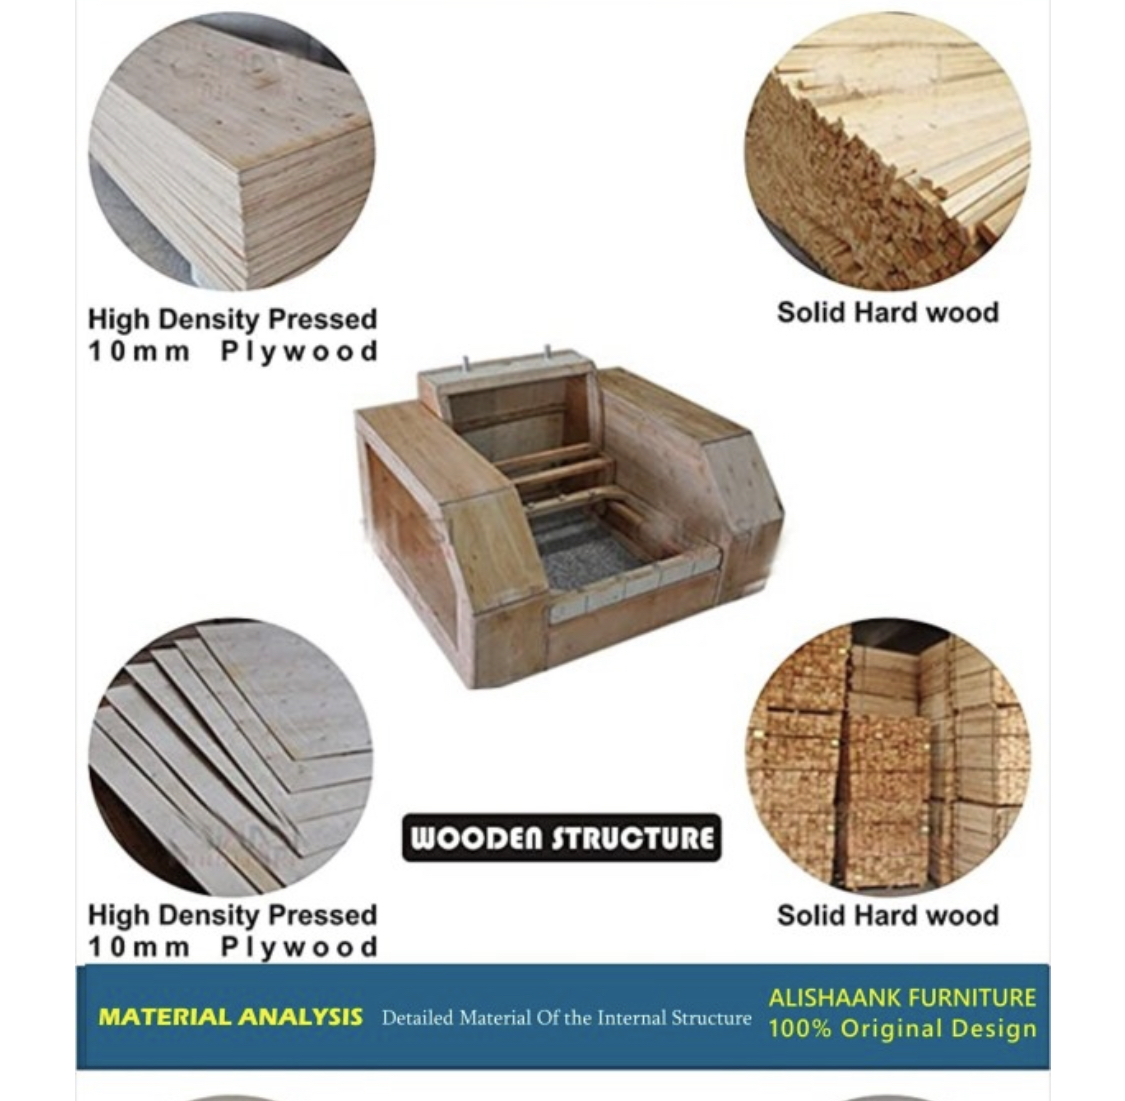 High Density Pressed
10mm Plywood
Solid Hard wood
WOODEN STRUCTURE
High Density Pressed
10mm Plywood
Solid Hard wood
MATERIAL ANALYSIS
Detailed Material Of the Internal Structure
ALISHAANK FURNITURE
100% Original Design